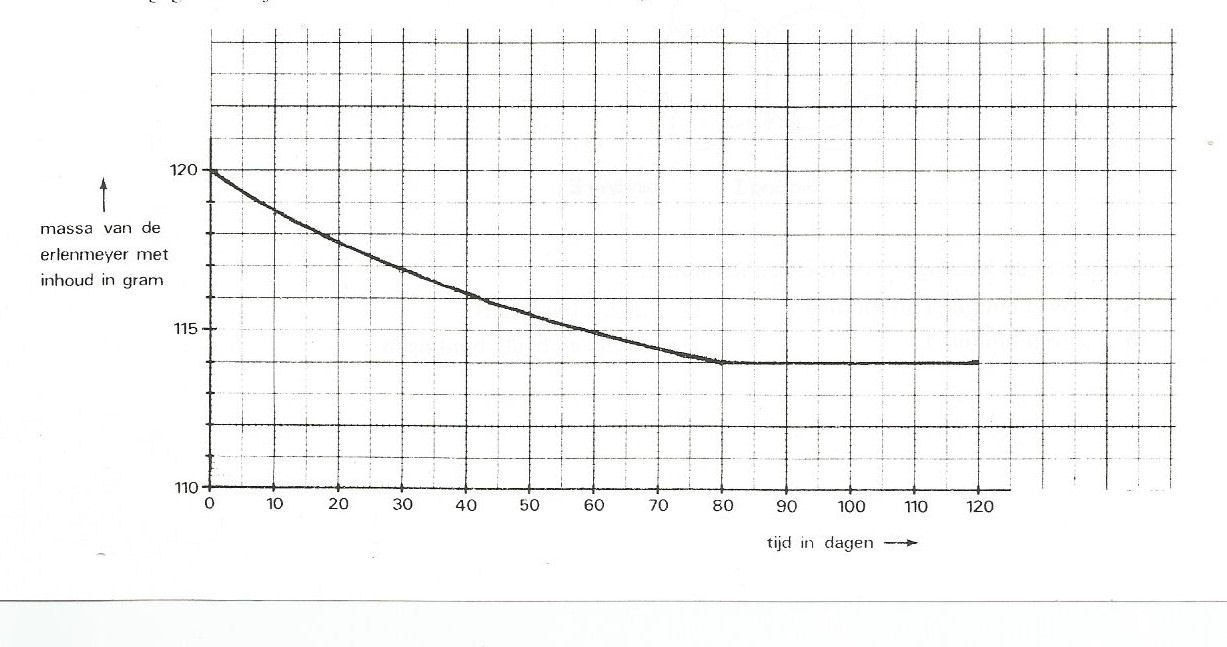 120
massa van de
erlenmeyer met
inhoud in gram
115
110
0 10 20 30 40 50 60 70 80 90 100 110 120
tijd in dagen